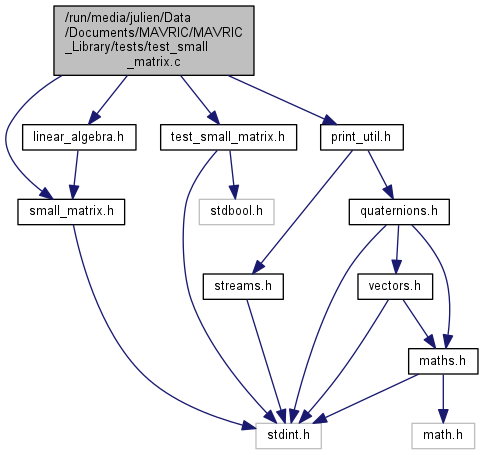 /run/media/julien/Data
/Documents/MAVRIC/MAVRIC
_Library/tests/test_small
_matrix.c
linear_algebra.h
test_small_matrix.h
print_util.h
small_matrix.h
stdbool.h
quaternions.h
streams.h
vectors.h
maths.h
stdint.h
math.h